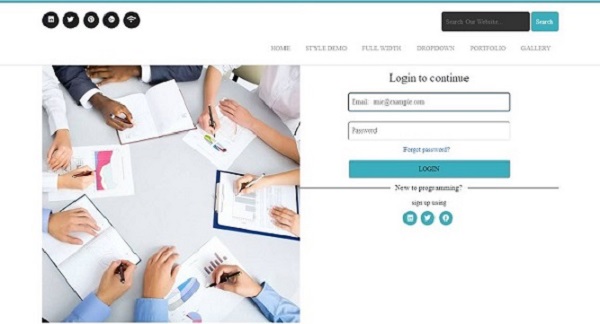 Search Our Website... Search
HOME STYLE DEMO FULL WIDTH DROPDOWN PORTFOLIO GALLERY
Login to continue
Email: me@example.com
Password
Forget password?
LOGIN
New to programming?
sign up using